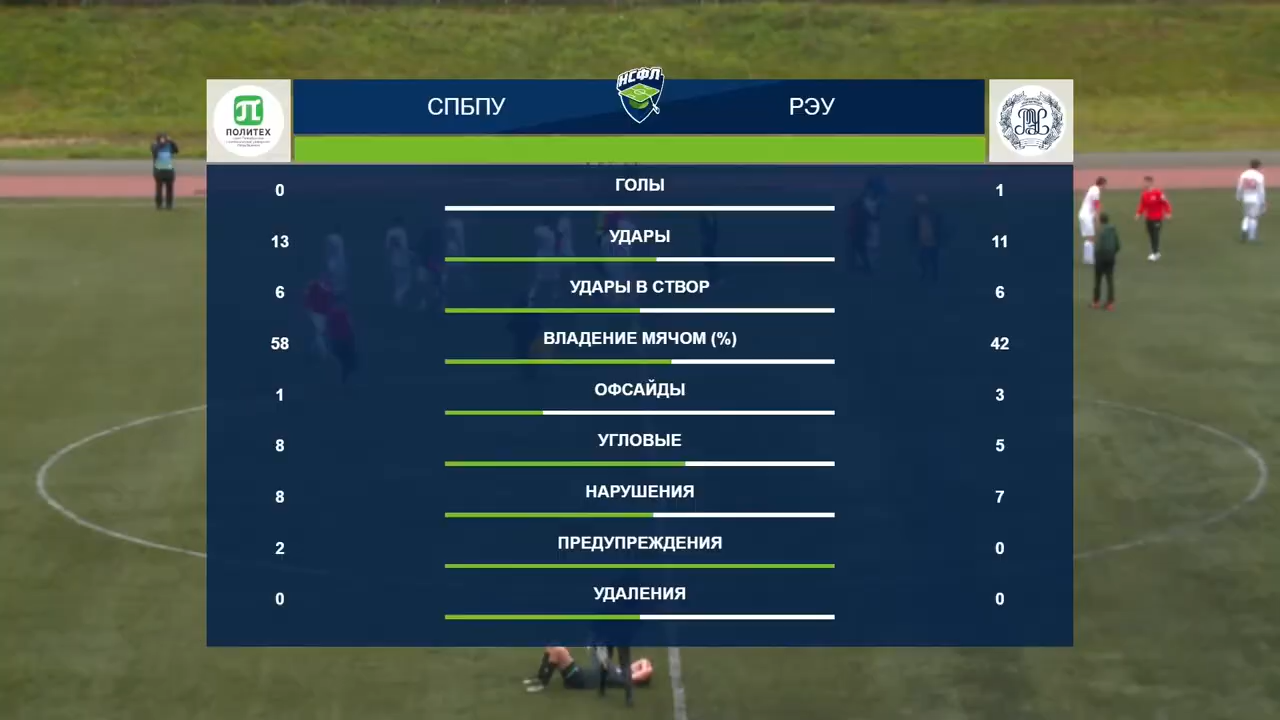 НСФЛ
СПБПУ РЭУ
ПОЛИТЕХ
0 ГОЛЫ 1
13 УДАРЫ 11
6 УДАРЫ В СТВОР 6
58 ВЛАДЕНИЕ МЯЧОМ (%) 42
1 ОФСАЙДЫ 3
8 УГЛОВЫЕ 5
8 НАРУШЕНИЯ 7
2 ПРЕДУПРЕЖДЕНИЯ 0
0 УДАЛЕНИЯ 0